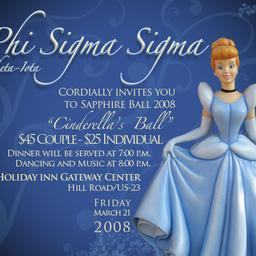 Phi Sigma Sigma
eta-Iota
Cordially invites you
to Sapphire Ball 2008
"Cinderella's Ball"
$45 Couple - $25 Individual
Dinner will be served at 7:00 p.m.
Dancing and Music at 8:00 p.m.
Holiday Inn Gateway Center
Hill Road/US-23
Friday
March 21
2008